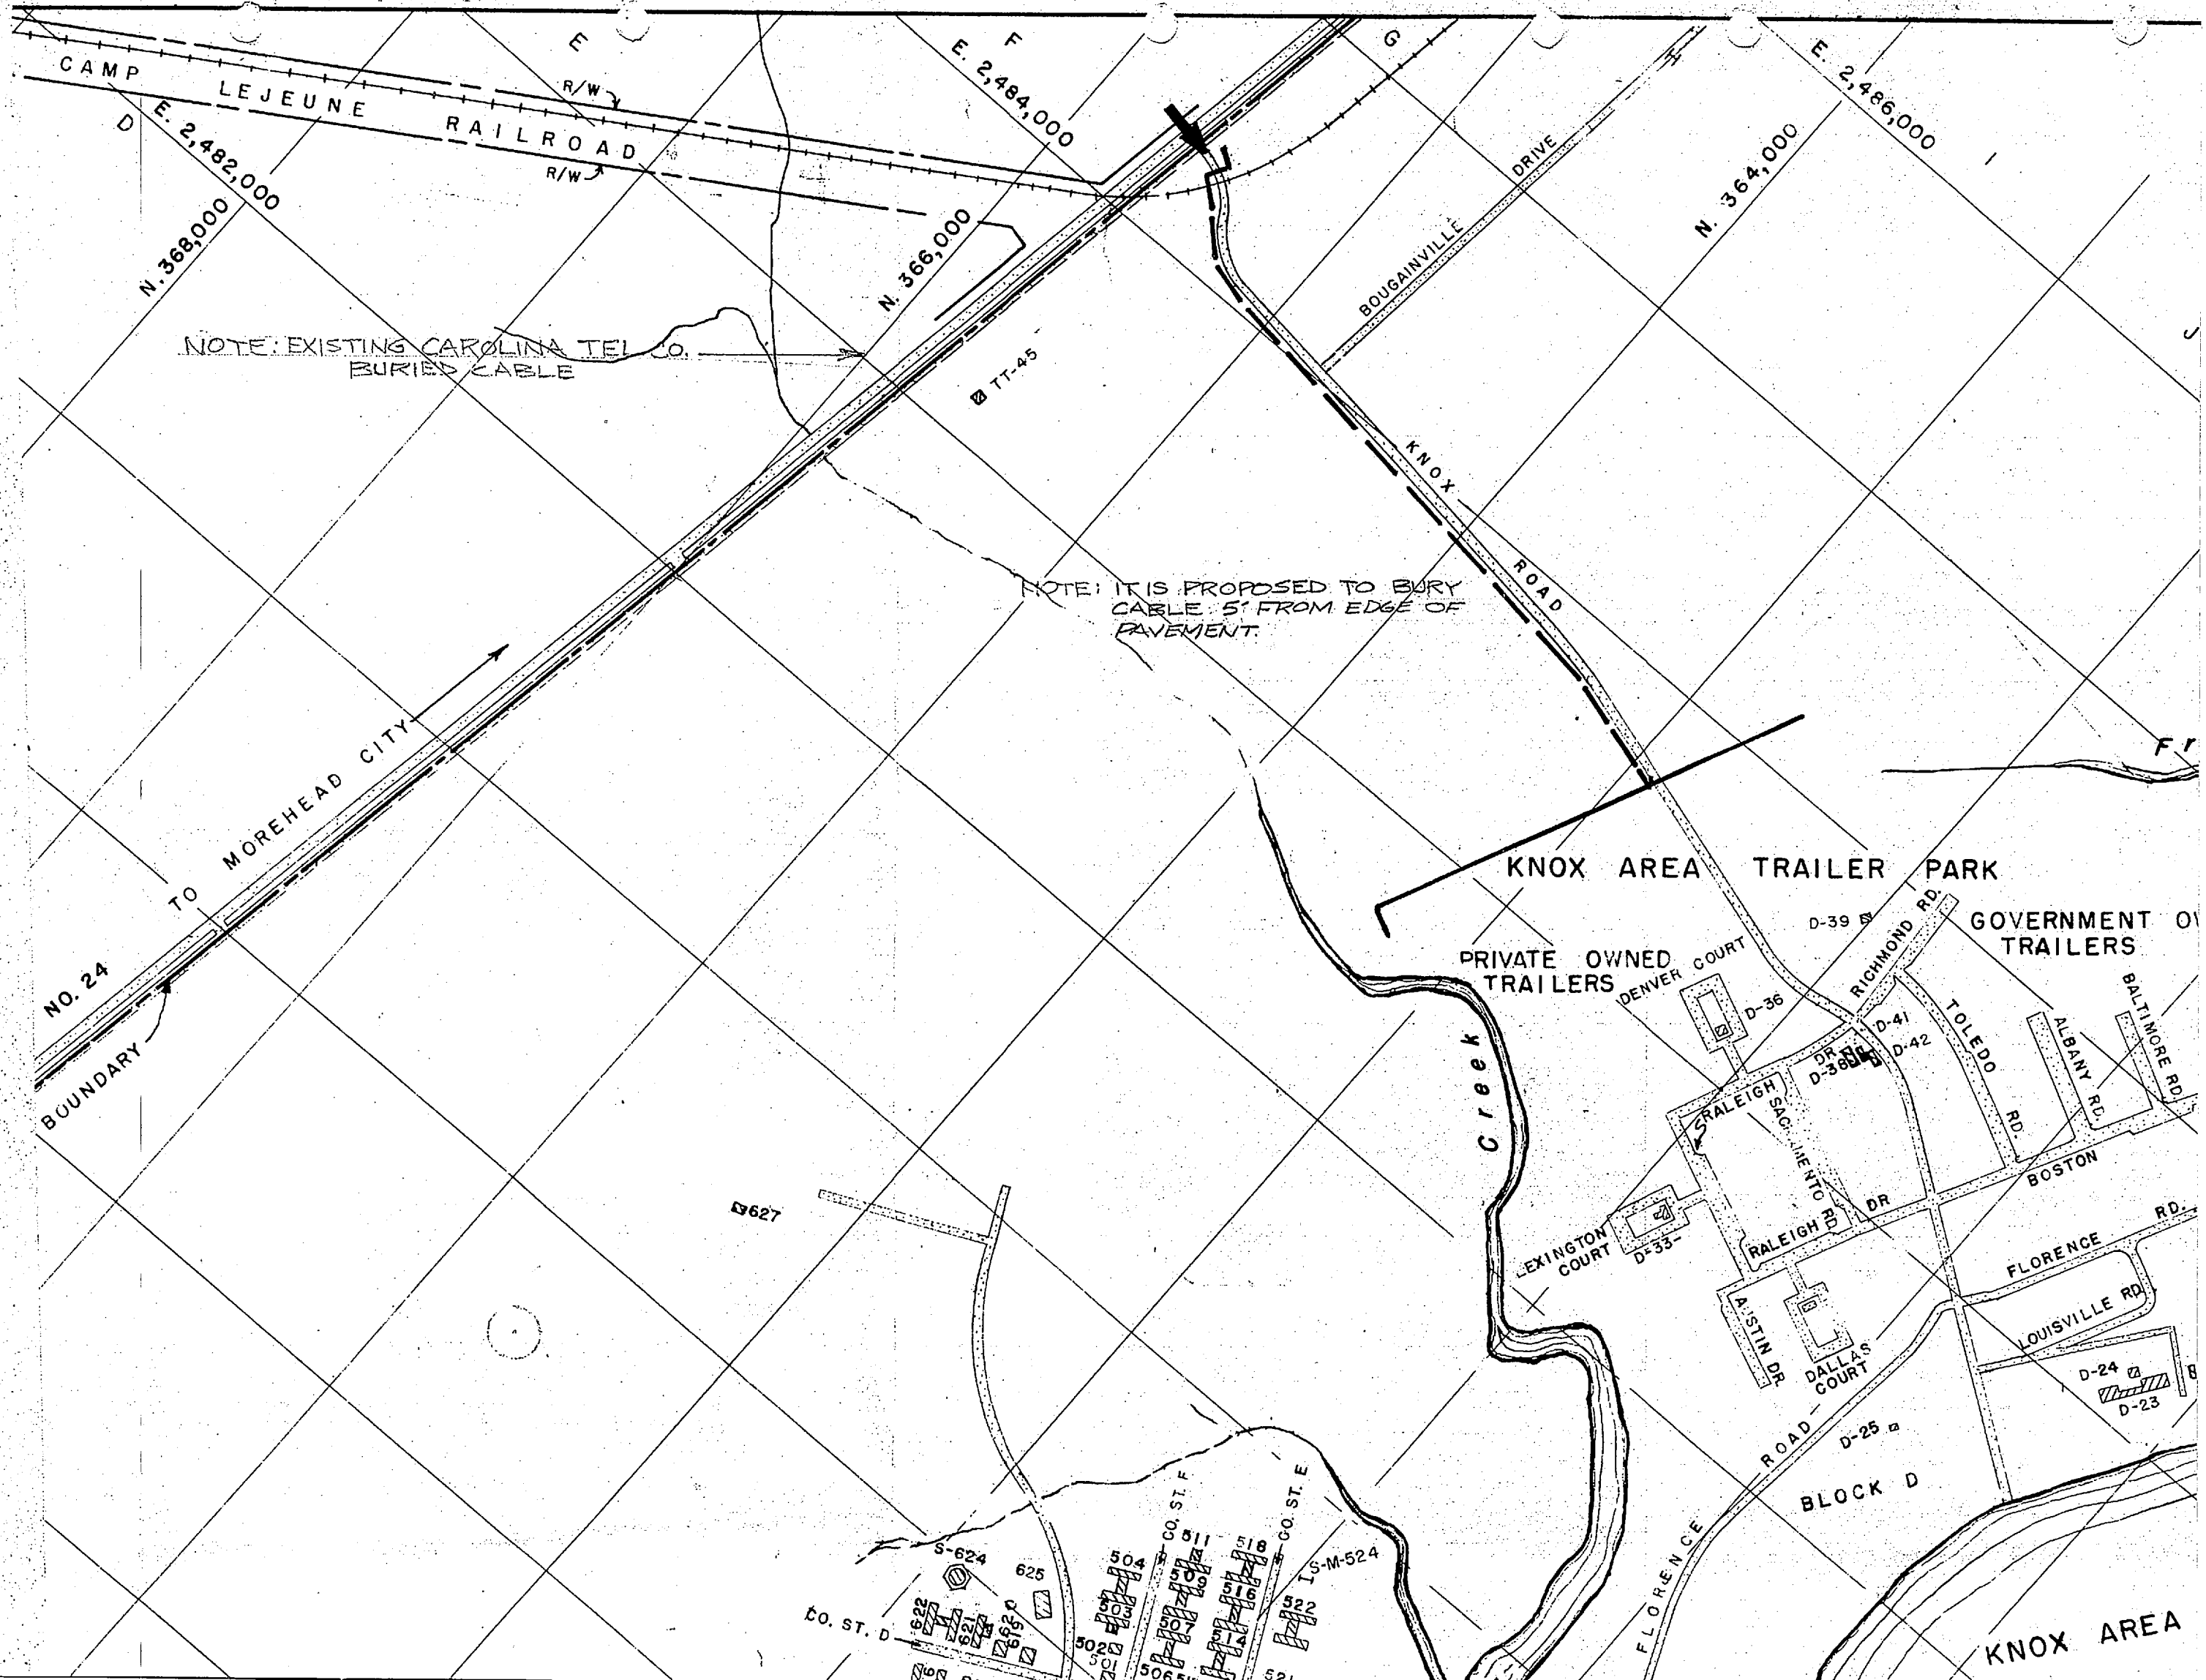 E
F
G
H
I
J
D
CAMP LEJEUNE RAILROAD
R/W
R/W
E. 2,482,000
E. 2,484,000
E. 2,486,000
N. 368,000
N. 366,000
N. 364,000
BOUGAINVILLE DRIVE
NOTE: EXISTING CAROLINA TEL. CO.
BURIED CABLE
TT-45
KNOX ROAD
NOTE: IT IS PROPOSED TO BURY
CABLE 5' FROM EDGE OF
PAVEMENT.
TO MOREHEAD CITY
NO. 24
BOUNDARY
Fr
KNOX AREA TRAILER PARK
D-39
RICHMOND RD.
GOVERNMENT
TRAILERS
PRIVATE OWNED
TRAILERS
DENVER COURT
D-36
D-41
D-42
DR.
D-38
TOLEDO RD.
ALBANY RD.
BALTIMORE RD.
Creek
RALEIGH
SACRAMENTO RD.
RALEIGH DR
BOSTON
LEXINGTON
COURT
D-33
FLORENCE RD.
LOUISVILLE RD
AUSTIN DR.
DALLAS
COURT
D-24
D-23
D-25
FLORENCE ROAD
BLOCK D
KNOX AREA
627
S-624
625
622
621
620
619
CO. ST. D
CO. ST. F
CO. ST. E
504
503
502
501
511
509
507
506
518
516
514
S-M-524
522
521